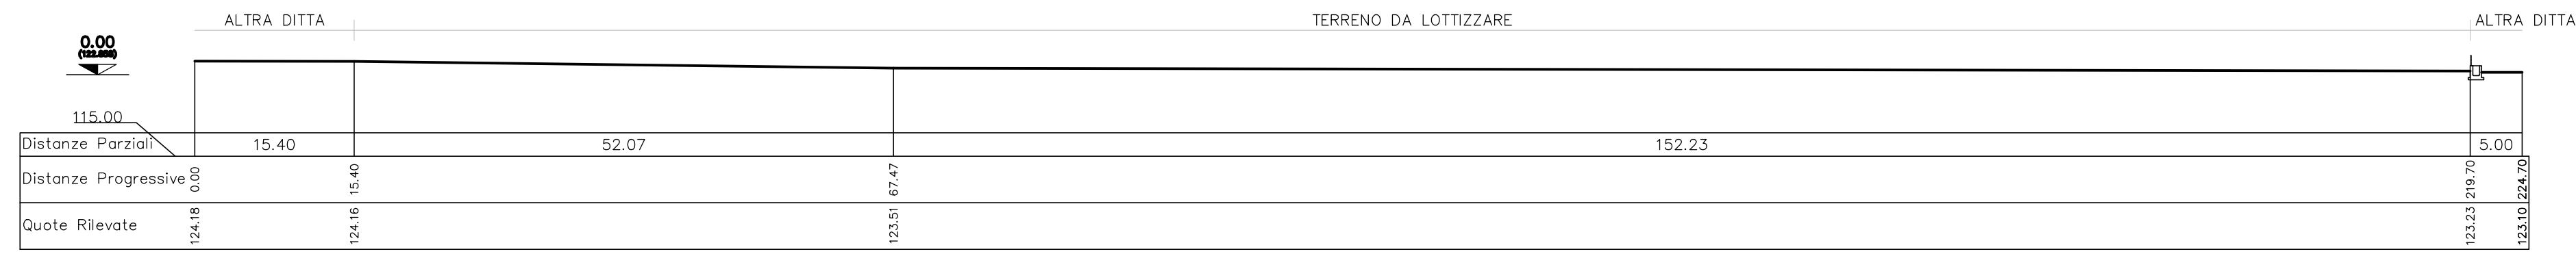 ALTRA DITTA TERRENO DA LOTTIZZARE ALTRA DITTA
0.00
115.00
Distanze Parziali 15.40 52.07 152.23 5.00
Distanze Progressive 0.00 15.40 67.47 219.70 224.70
Quote Rilevate 124.18 124.16 123.51 123.23 123.10